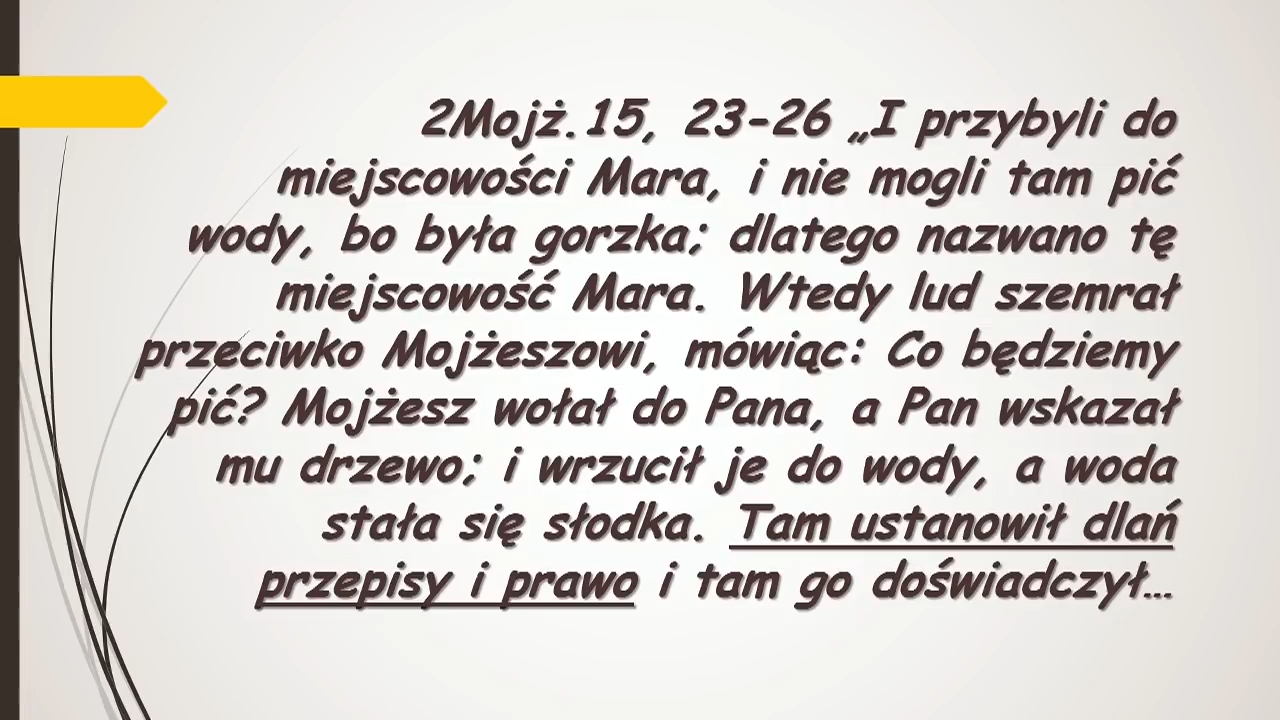 2Mojż.15, 23-26 „I przybyli do
miejscowości Mara, i nie mogli tam pić
wody, bo była gorzka; dlatego nazwano tę
miejscowość Mara. Wtedy lud szemrał
przeciwko Mojżeszowi, mówiąc: Co będziemy
pić? Mojżesz wołał do Pana, a Pan wskazał
mu drzewo; i wrzucił je do wody, a woda
stała się słodka. Tam ustanowił dlań
przepisy i prawo i tam go doświadczył…